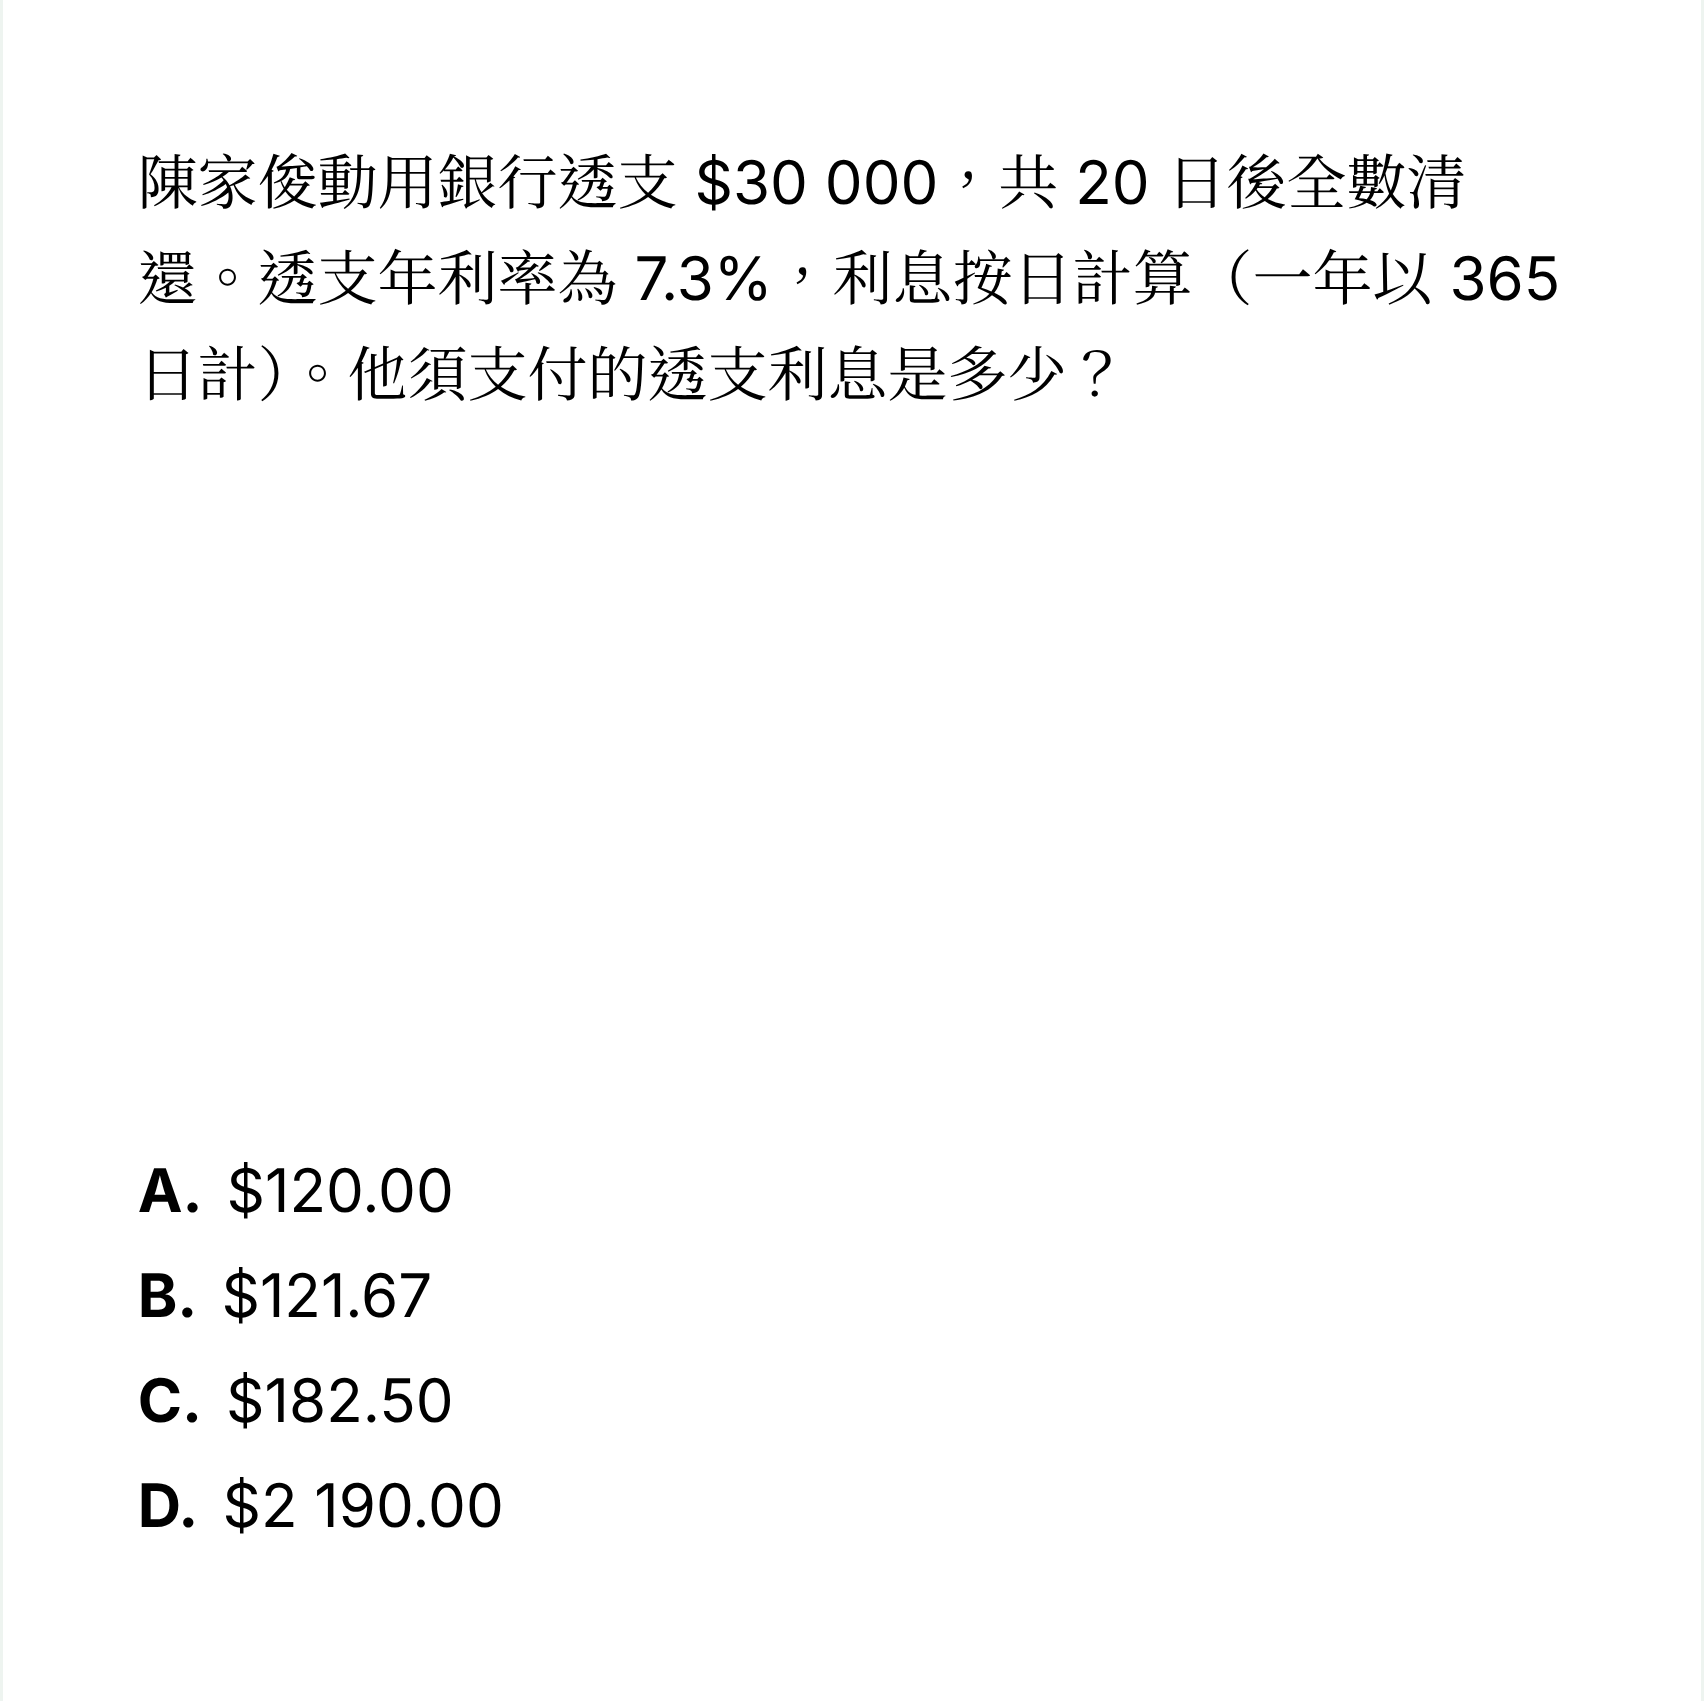 陳家俊動用銀行透支 $30 000，共 20 日後全數清
還。透支年利率為 7.3%，利息按日計算（一年以 365
日計）。他須支付的透支利息是多少？
A. $120.00
B. $121.67
C. $182.50
D. $2 190.00